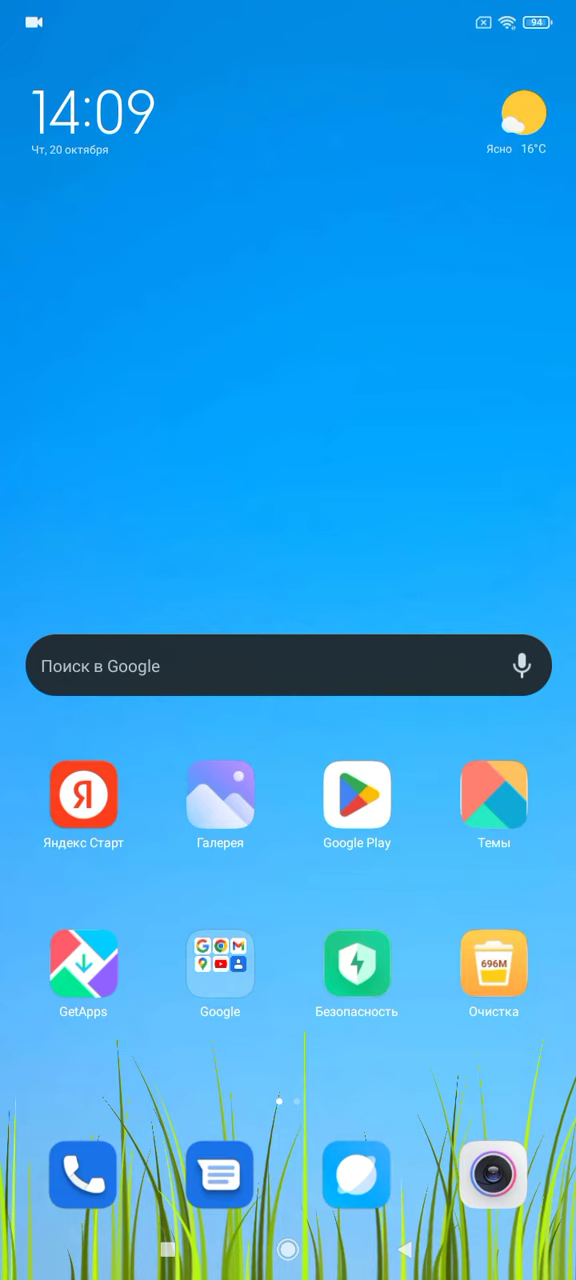 94
14:09
Чт, 20 октября
Ясно 16°C
Поиск в Google
Я
Яндекс Старт
Галерея
Google Play
Темы
696M
GetApps
Google
Безопасность
Очистка